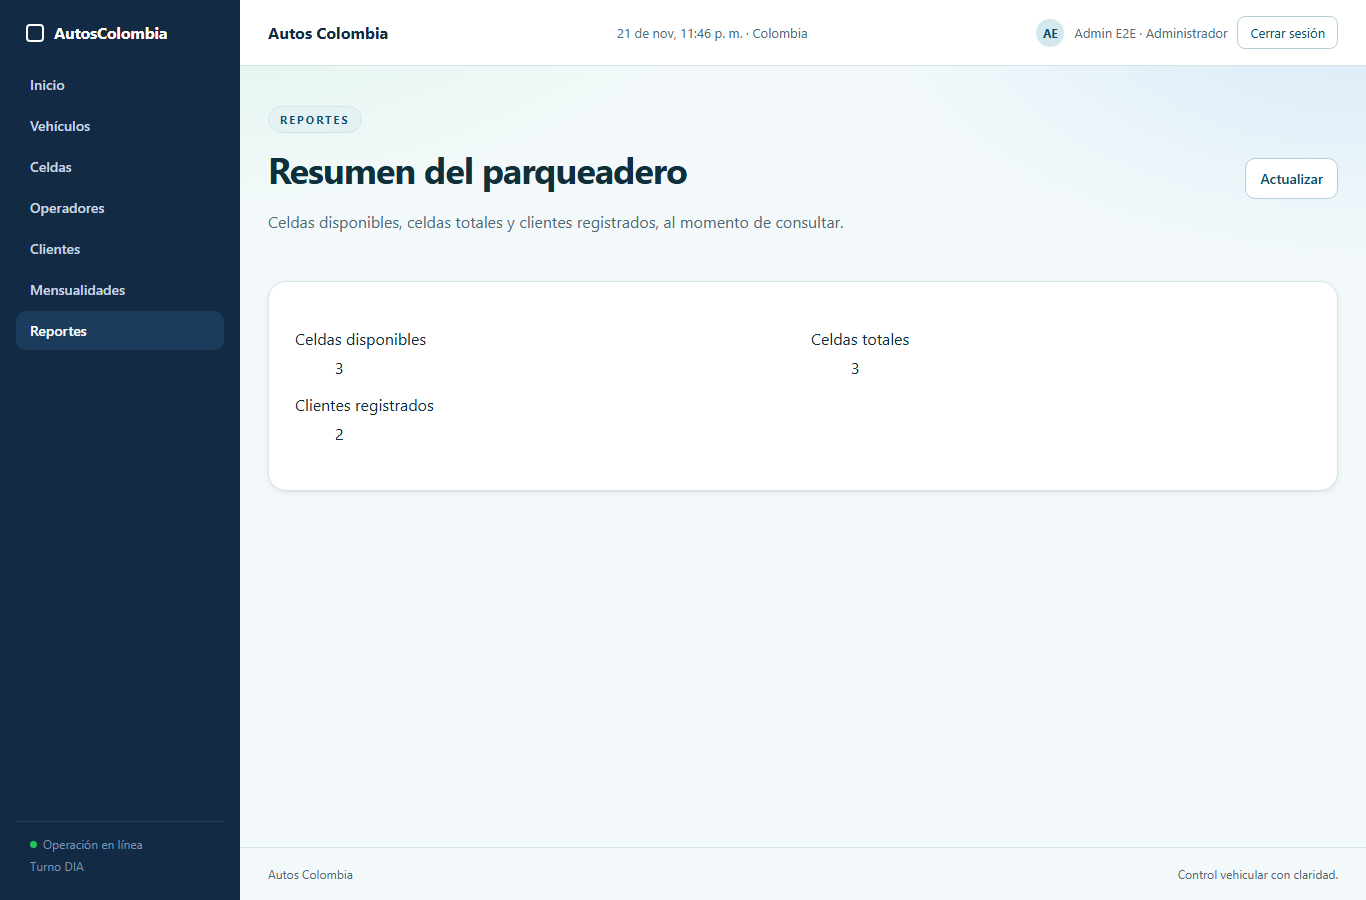 AutosColombia
Inicio
Vehículos
Celdas
Operadores
Clientes
Mensualidades
Reportes
Operación en línea
Turno DIA
Autos Colombia
21 de nov, 11:46 p. m. · Colombia
AE
Admin E2E · Administrador
Cerrar sesión
REPORTES
Resumen del parqueadero
Actualizar
Celdas disponibles, celdas totales y clientes registrados, al momento de consultar.
Celdas disponibles
3
Celdas totales
3
Clientes registrados
2
Autos Colombia
Control vehicular con claridad.